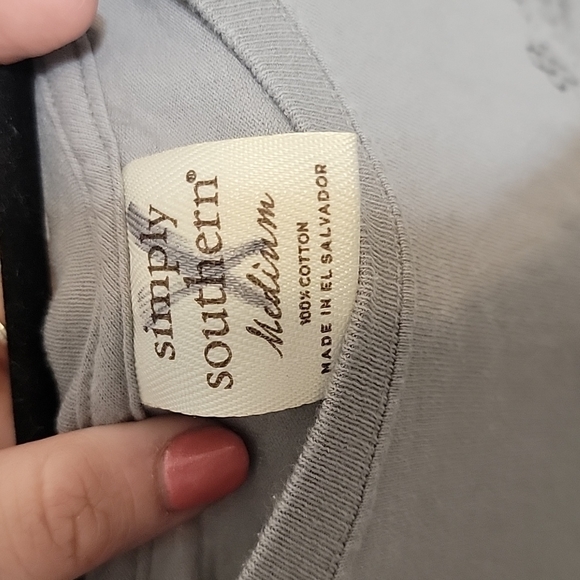 simply
southern®
Medium
100% COTTON
MADE IN EL SALVADOR